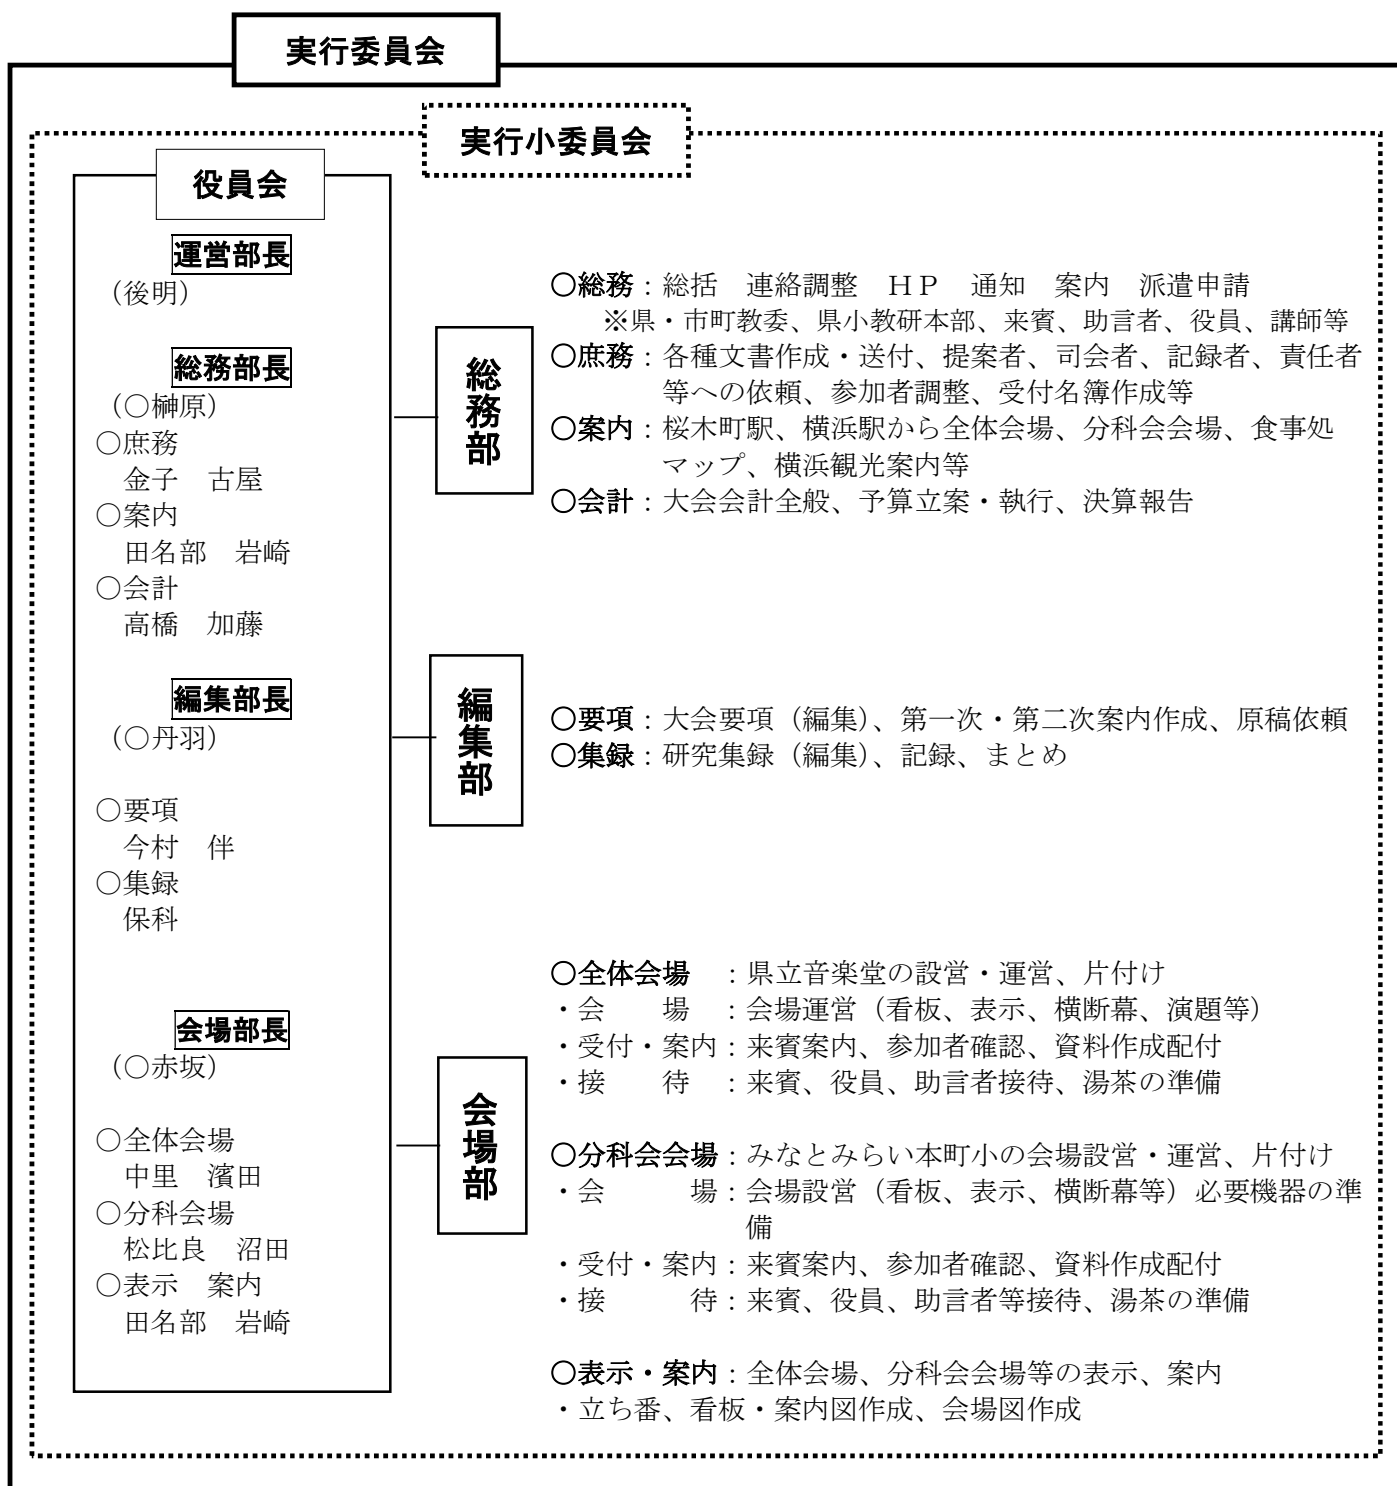 実行委員会
実行小委員会
役員会
運営部長
（後明）
総務部長
（〇榊原）
〇庶務
金子　古屋
〇案内
田名部　岩崎
〇会計
高橋　加藤
編集部長
（〇丹羽）
〇要項
今村　伴
〇集録
保科
会場部長
（〇赤坂）
〇全体会場
中里　濱田
〇分科会場
松比良　沼田
〇表示　案内
田名部　岩崎
総務部
〇総務：総括　連絡調整　ＨＰ　通知　案内　派遣申請
※県・市町教委、県小教研本部、来賓、助言者、役員、講師等
〇庶務：各種文書作成・送付、提案者、司会者、記録者、責任者
等への依頼、参加者調整、受付名簿作成等
〇案内：桜木町駅、横浜駅から全体会場、分科会会場、食事処
マップ、横浜観光案内等
〇会計：大会会計全般、予算立案・執行、決算報告
編集部
〇要項：大会要項（編集）、第一次・第二次案内作成、原稿依頼
〇集録：研究集録（編集）、記録、まとめ
会場部
〇全体会場　：県立音楽堂の設営・運営、片付け
・会　　場　：会場運営（看板、表示、横断幕、演題等）
・受付・案内：来賓案内、参加者確認、資料作成配付
・接　　待　：来賓、役員、助言者接待、湯茶の準備
〇分科会会場：みなとみらい本町小の会場設営・運営、片付け
・会　　　場：会場設営（看板、表示、横断幕等）必要機器の準
備
・受付・案内：来賓案内、参加者確認、資料作成配付
・接　　　待：来賓、役員、助言者等接待、湯茶の準備
〇表示・案内：全体会場、分科会会場等の表示、案内
・立ち番、看板・案内図作成、会場図作成